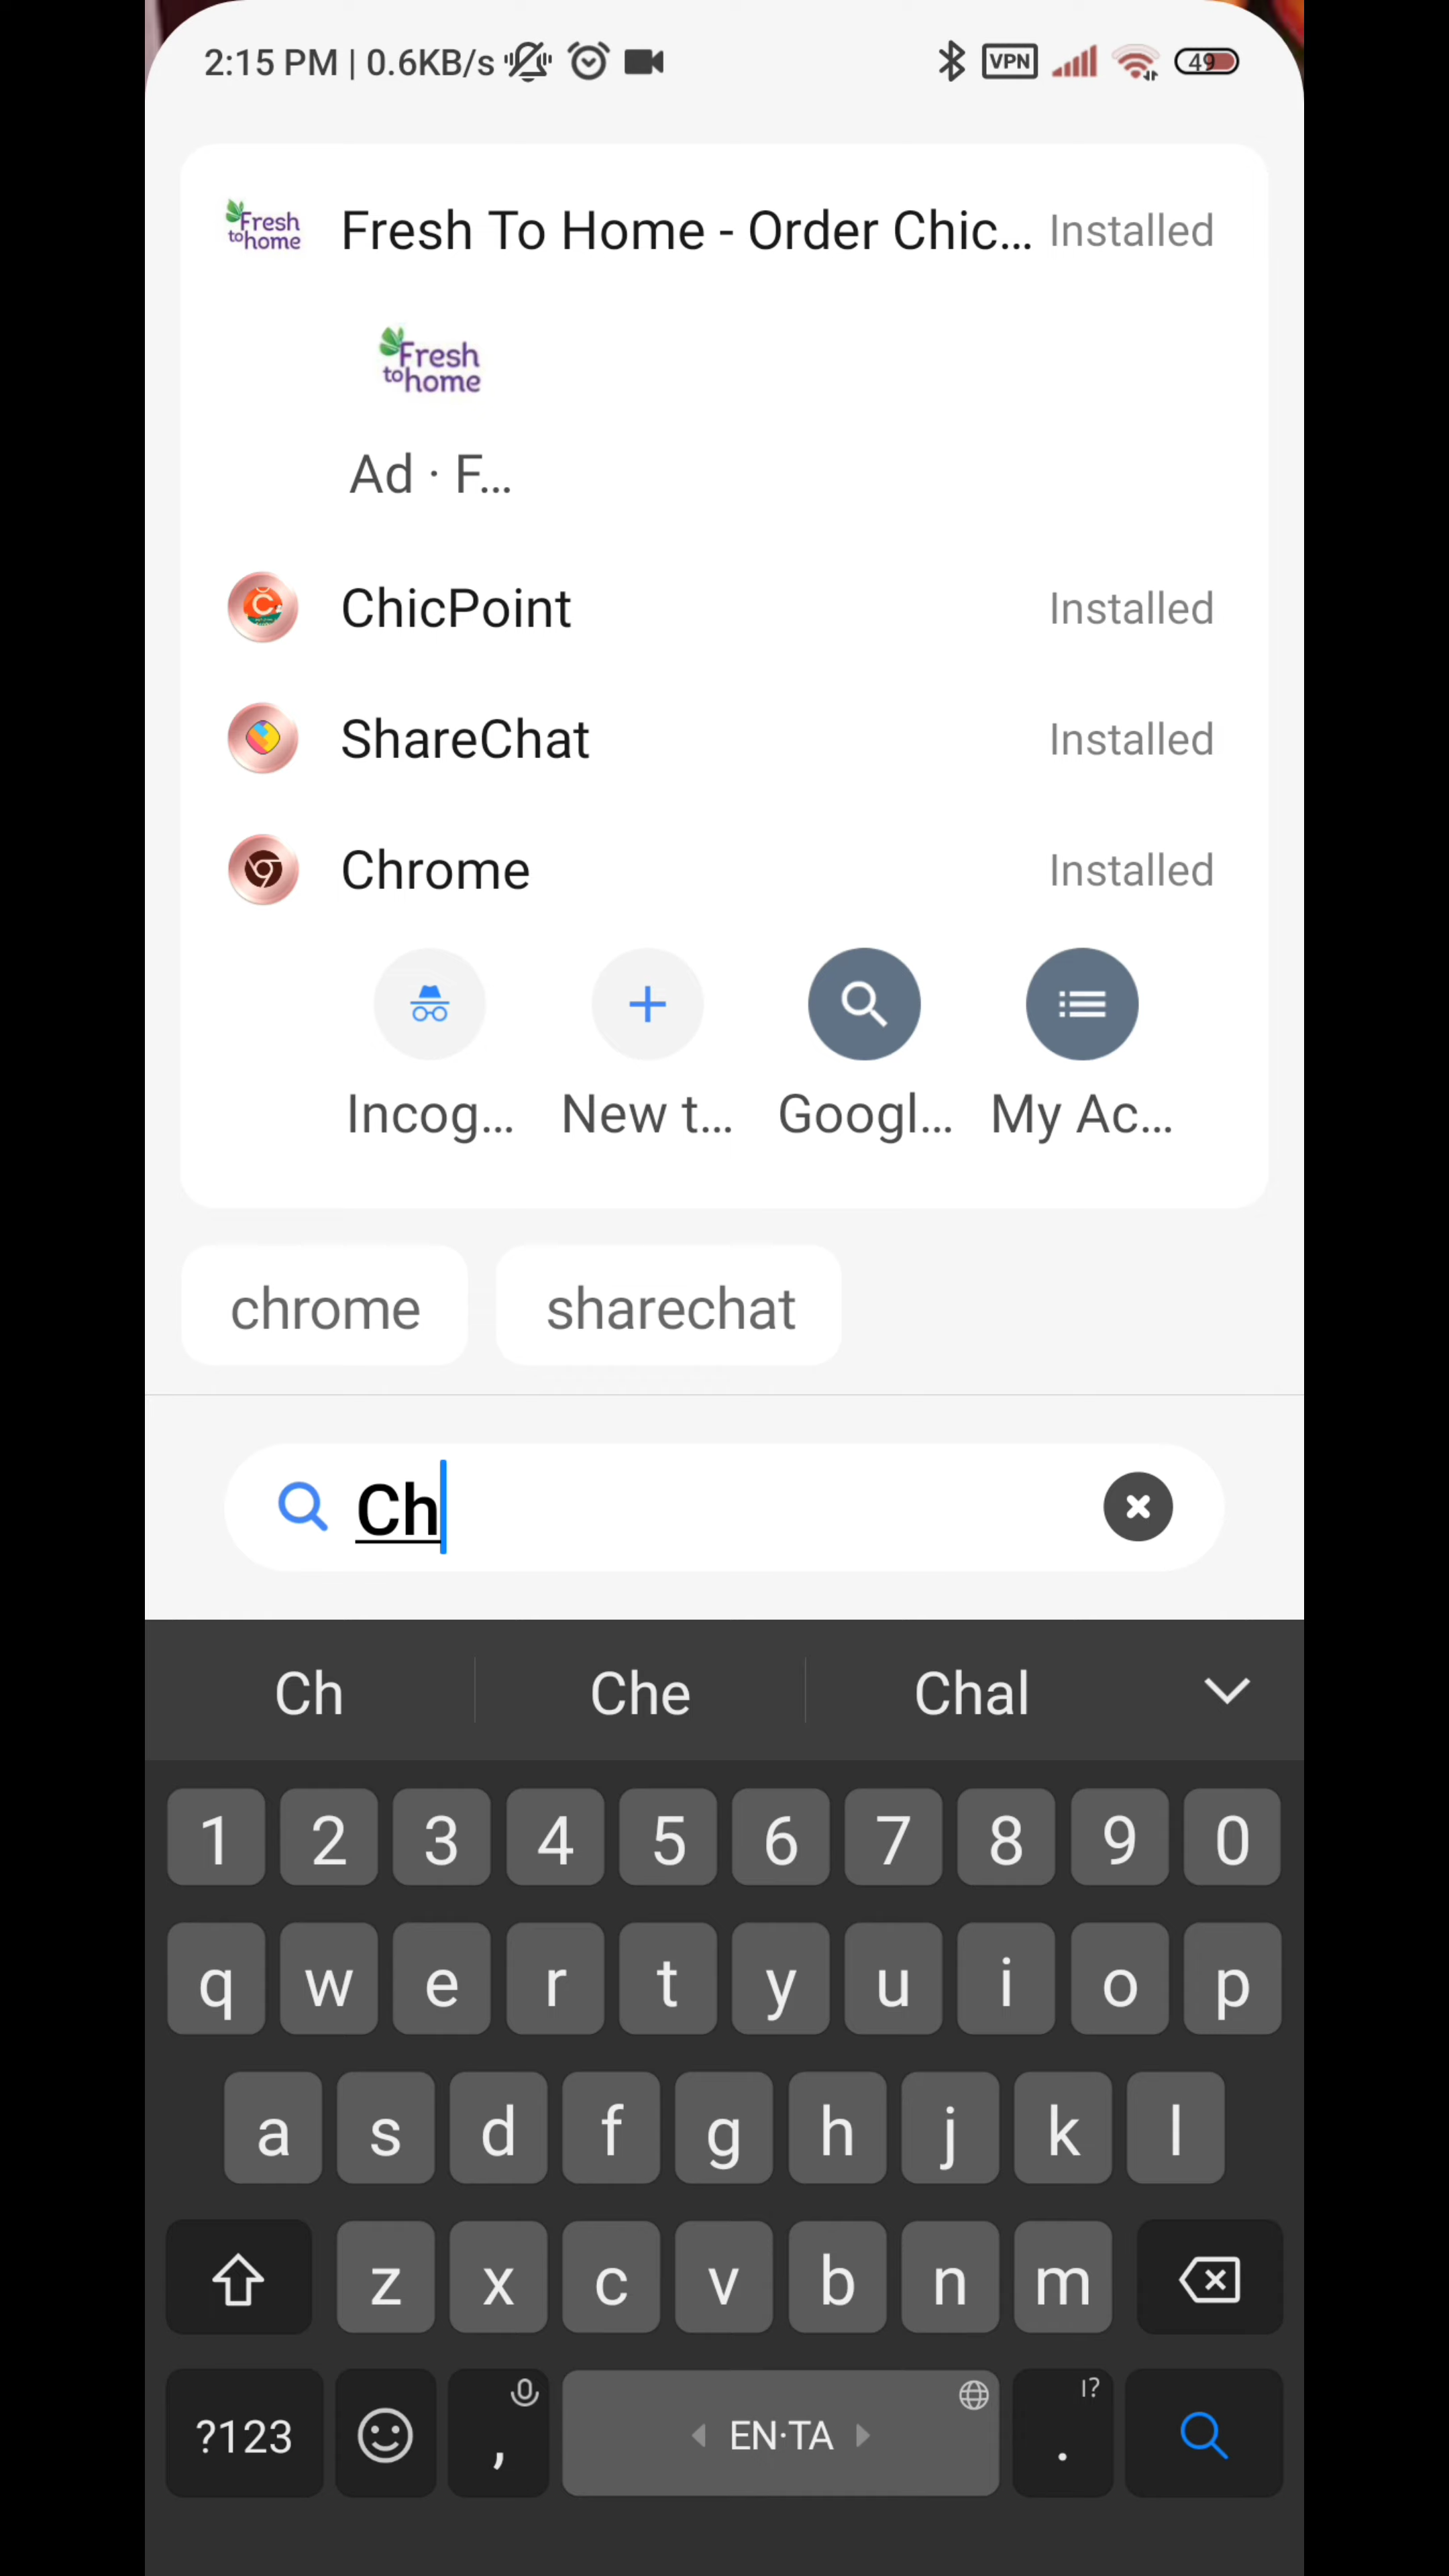 2:15 PM | 0.6KB/s VPN 49
Fresh to home Fresh To Home - Order Chic... Installed
Fresh
to home
Ad · F...
ChicPoint Installed
ShareChat Installed
Chrome Installed
Incog... New t... Googl... My Ac...
chrome sharechat
Ch
Ch Che Chal
1 2 3 4 5 6 7 8 9 0
q w e r t y u i o p
a s d f g h j k l
z x c v b n m
?123 , EN·TA . !?